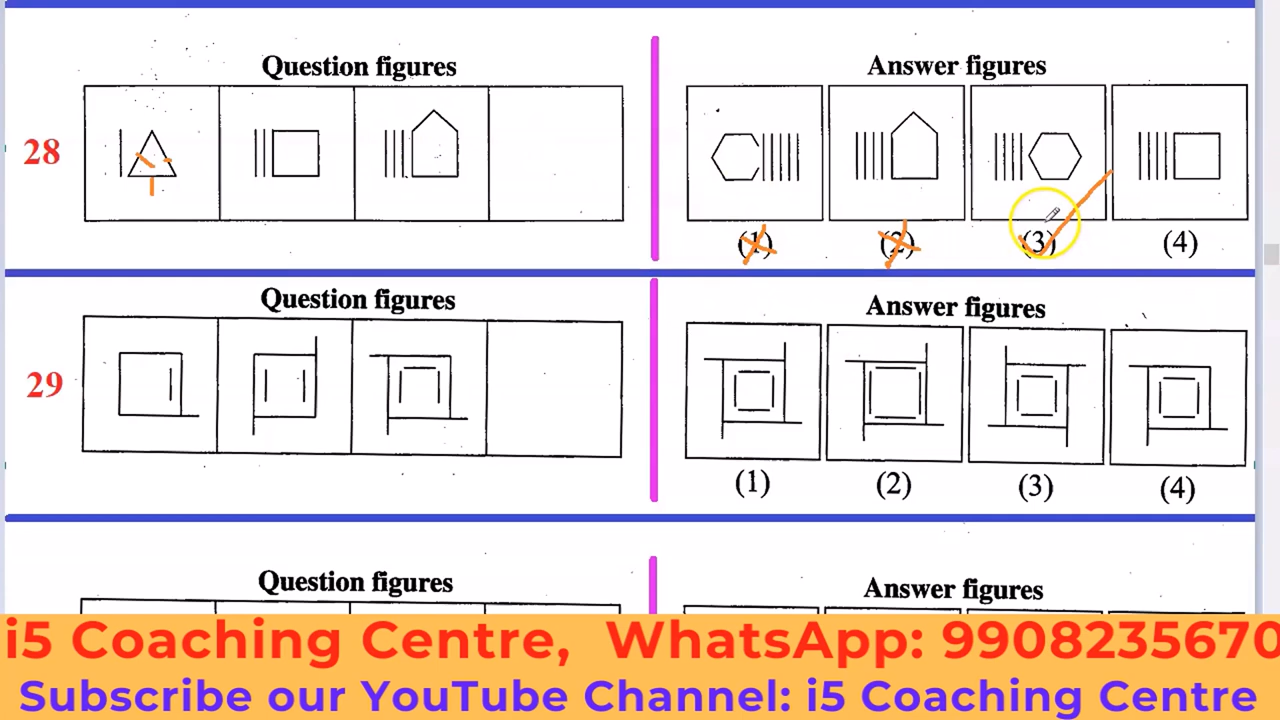 Question figures
Answer figures
28
(1)
(2)
(3)
(4)
Question figures
Answer figures
29
(1)
(2)
(3)
(4)
Question figures
Answer figures
i5 Coaching Centre, WhatsApp: 9908235670
Subscribe our YouTube Channel: i5 Coaching Centre